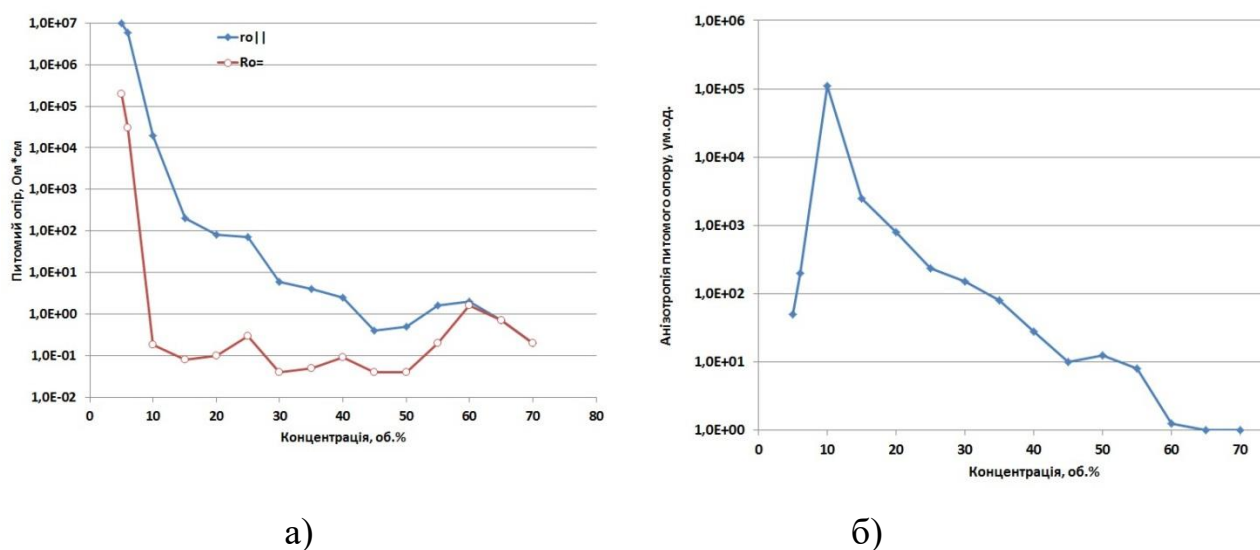 1,0E+07
1,0E+06
1,0E+05
1,0E+04
1,0E+03
1,0E+02
1,0E+01
1,0E+00
1,0E-01
1,0E-02
Питомий опір, Ом*см
ro||
Ro=
0 10 20 30 40 50 60 70 80
Концентрація, об.%
а)
1,0E+06
1,0E+05
1,0E+04
1,0E+03
1,0E+02
1,0E+01
1,0E+00
Анізотропія питомого опору, ум.од.
0 10 20 30 40 50 60 70
Концентрація, об.%
б)